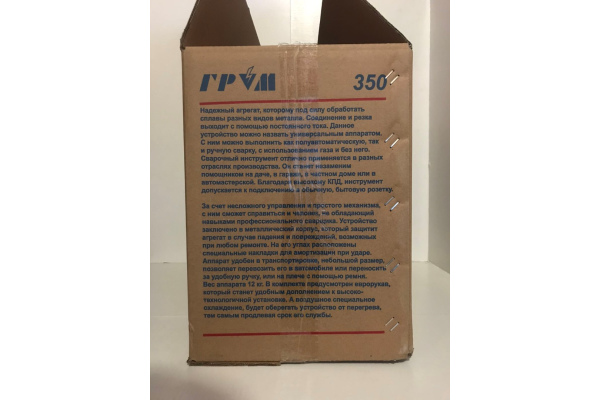 ГРУМ 350
Надежный агрегат, которому под силу обработать
сплавы разных видов металла. Соединение и резка
выходит с помощью постоянного тока. Данное
устройство можно назвать универсальным аппаратом.
С ним можно выполнять как полуавтоматическую, так
и ручную сварку, с использованием газа и без него.
Сварочный инструмент отлично применяется в разных
отраслях производства. Он станет незаменимым
помощником на даче, в гараже, в частном доме или в
автомастерской. Благодаря высокому КПД, инструмент
допускается к подключению в обычную, бытовую розетку.
За счет несложного управления и простого механизма,
с ним сможет справиться и человек, не обладающий
навыками профессионального сварщика. Устройство
заключено в металлический корпус, который защитит
агрегат в случае падения и повреждений, возможных
при любом ремонте. На его углах расположены
специальные накладки для амортизации при ударе.
Аппарат удобен в транспортировке, небольшой размер,
позволяет перевозить его в автомобиле или переносить
за удобную ручку, или на плече с помощью ремня.
Вес аппарата 12 кг. В комплекте предусмотрен еврорукав,
который станет удобным дополнением к высоко-
технологичной установке. А воздушное специальное
охлаждение, будет оберегать устройство от перегрева,
тем самым продлевая срок его службы.